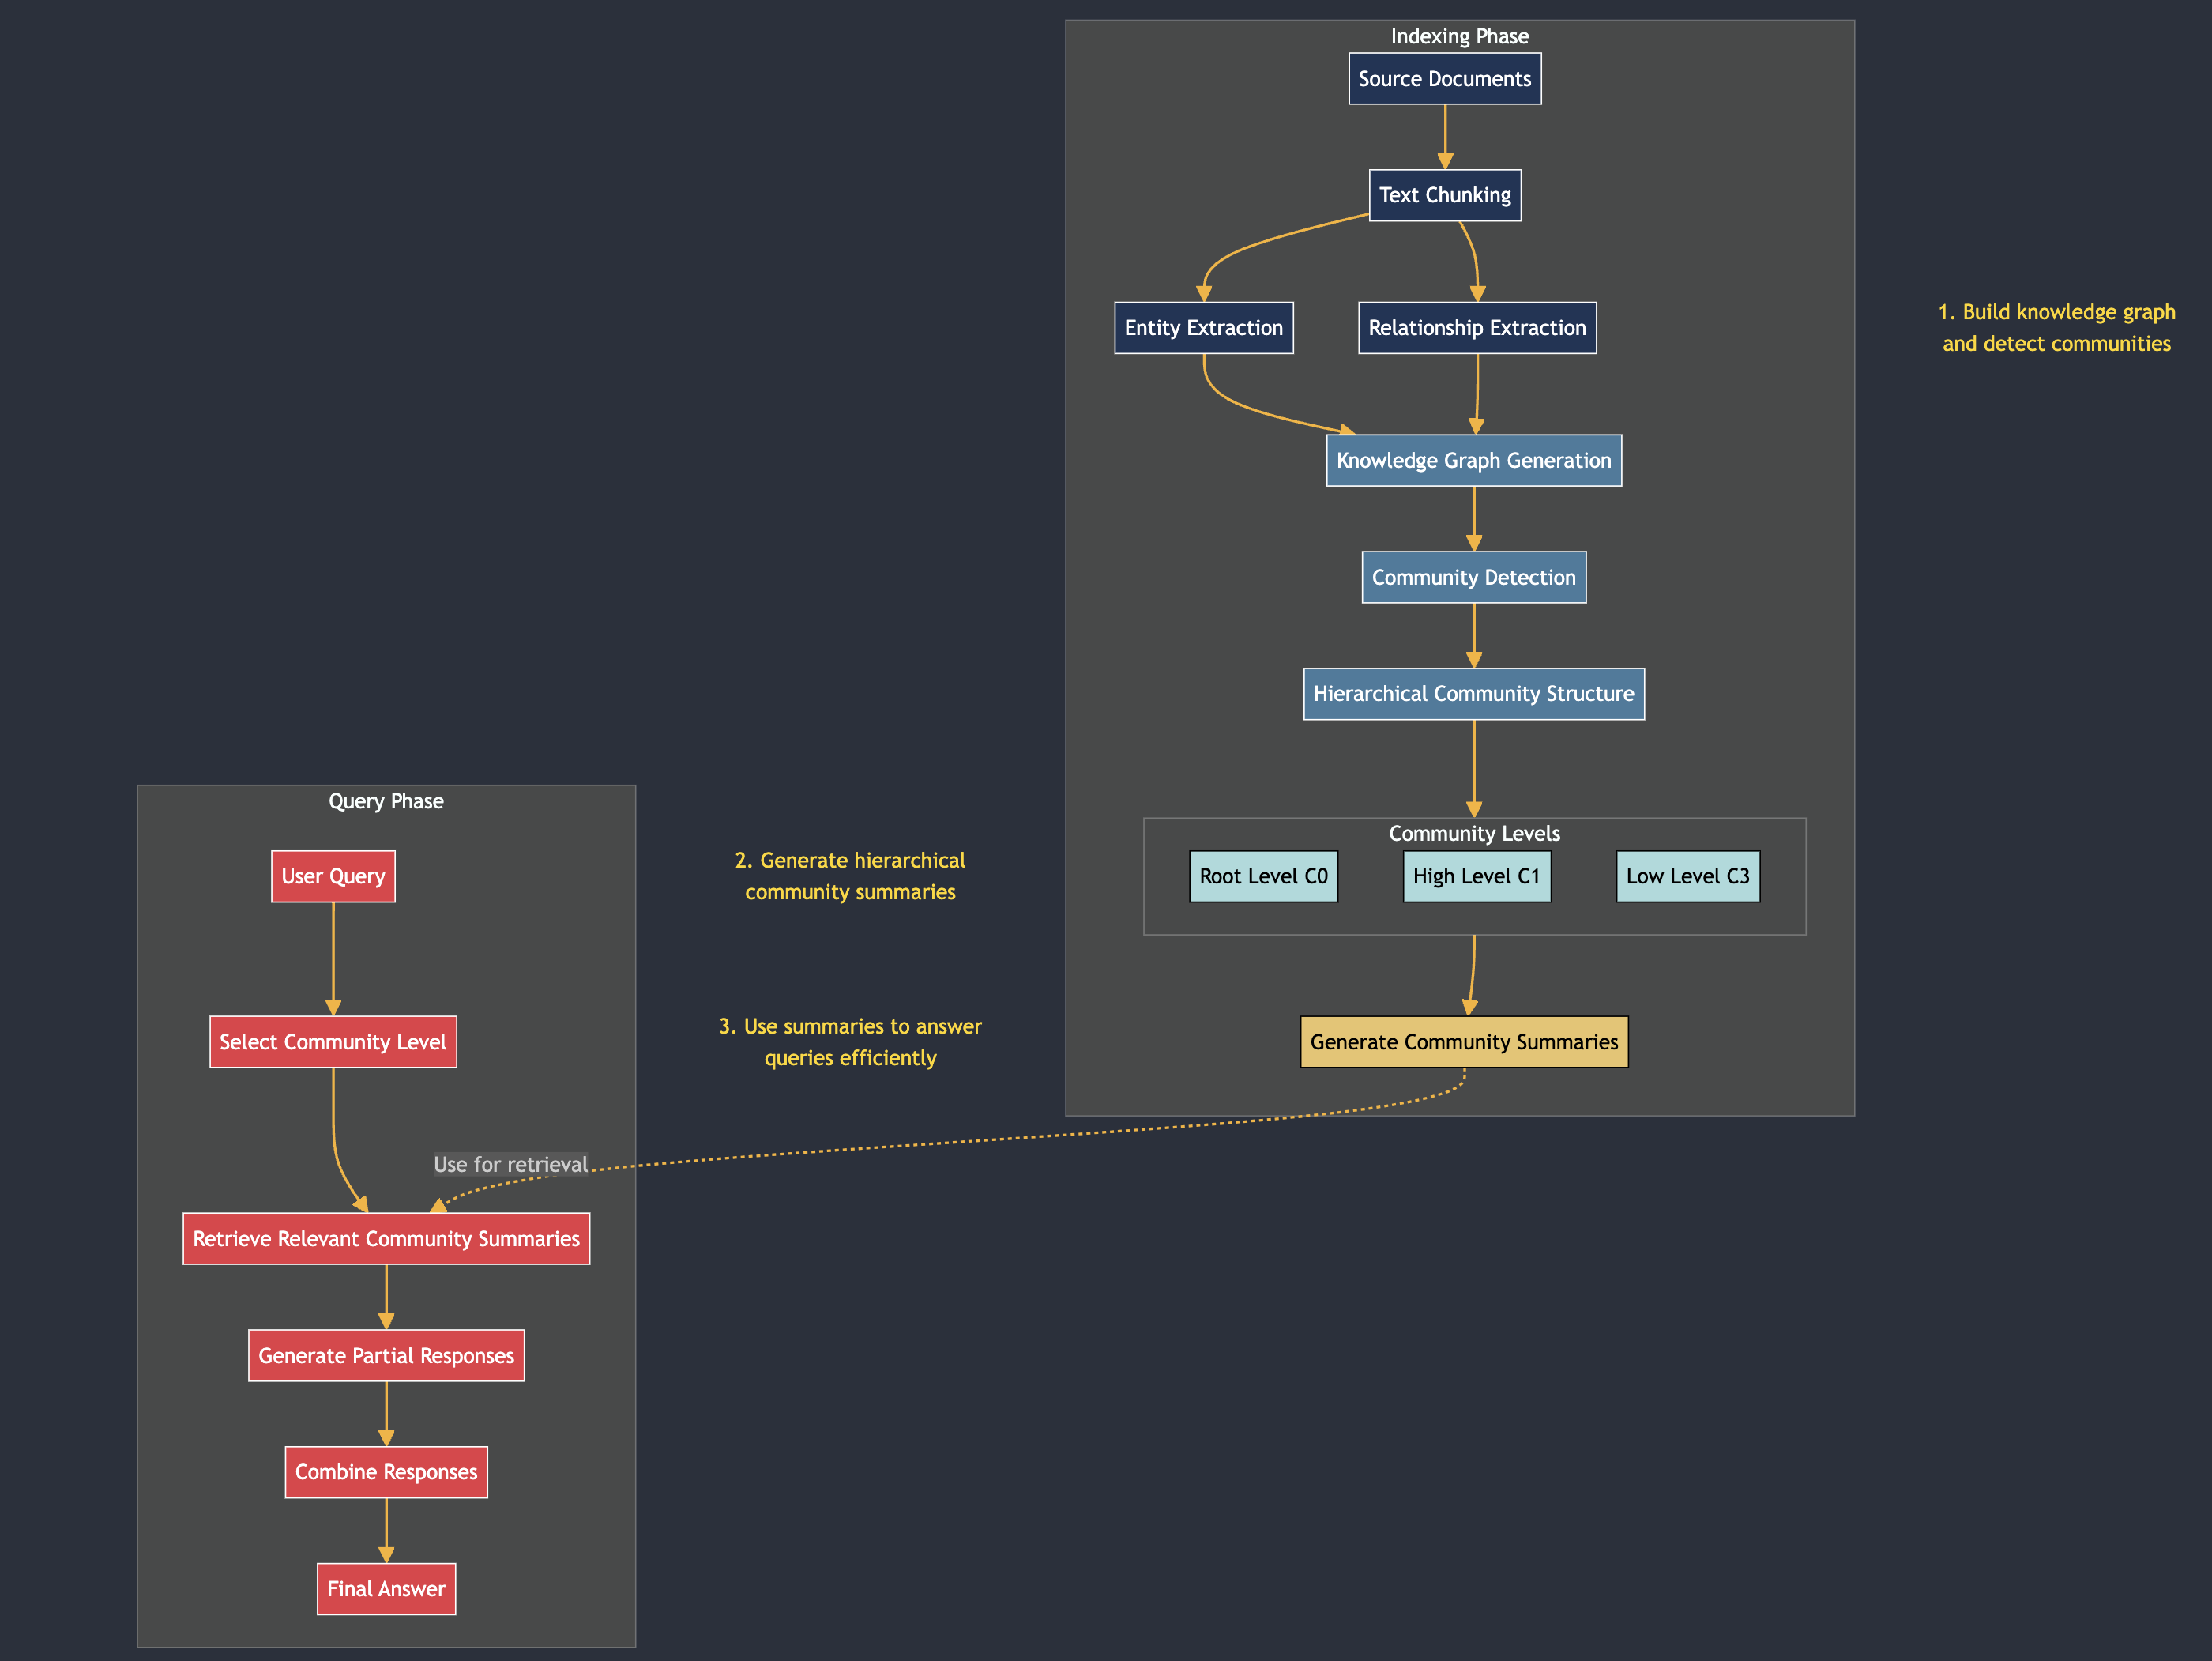 Indexing Phase
Source Documents
Text Chunking
Entity Extraction
Relationship Extraction
1. Build knowledge graph
and detect communities
Knowledge Graph Generation
Community Detection
Hierarchical Community Structure
Community Levels
Root Level C0
High Level C1
Low Level C3
Generate Community Summaries
2. Generate hierarchical
community summaries
3. Use summaries to answer
queries efficiently
Query Phase
User Query
Select Community Level
Use for retrieval
Retrieve Relevant Community Summaries
Generate Partial Responses
Combine Responses
Final Answer